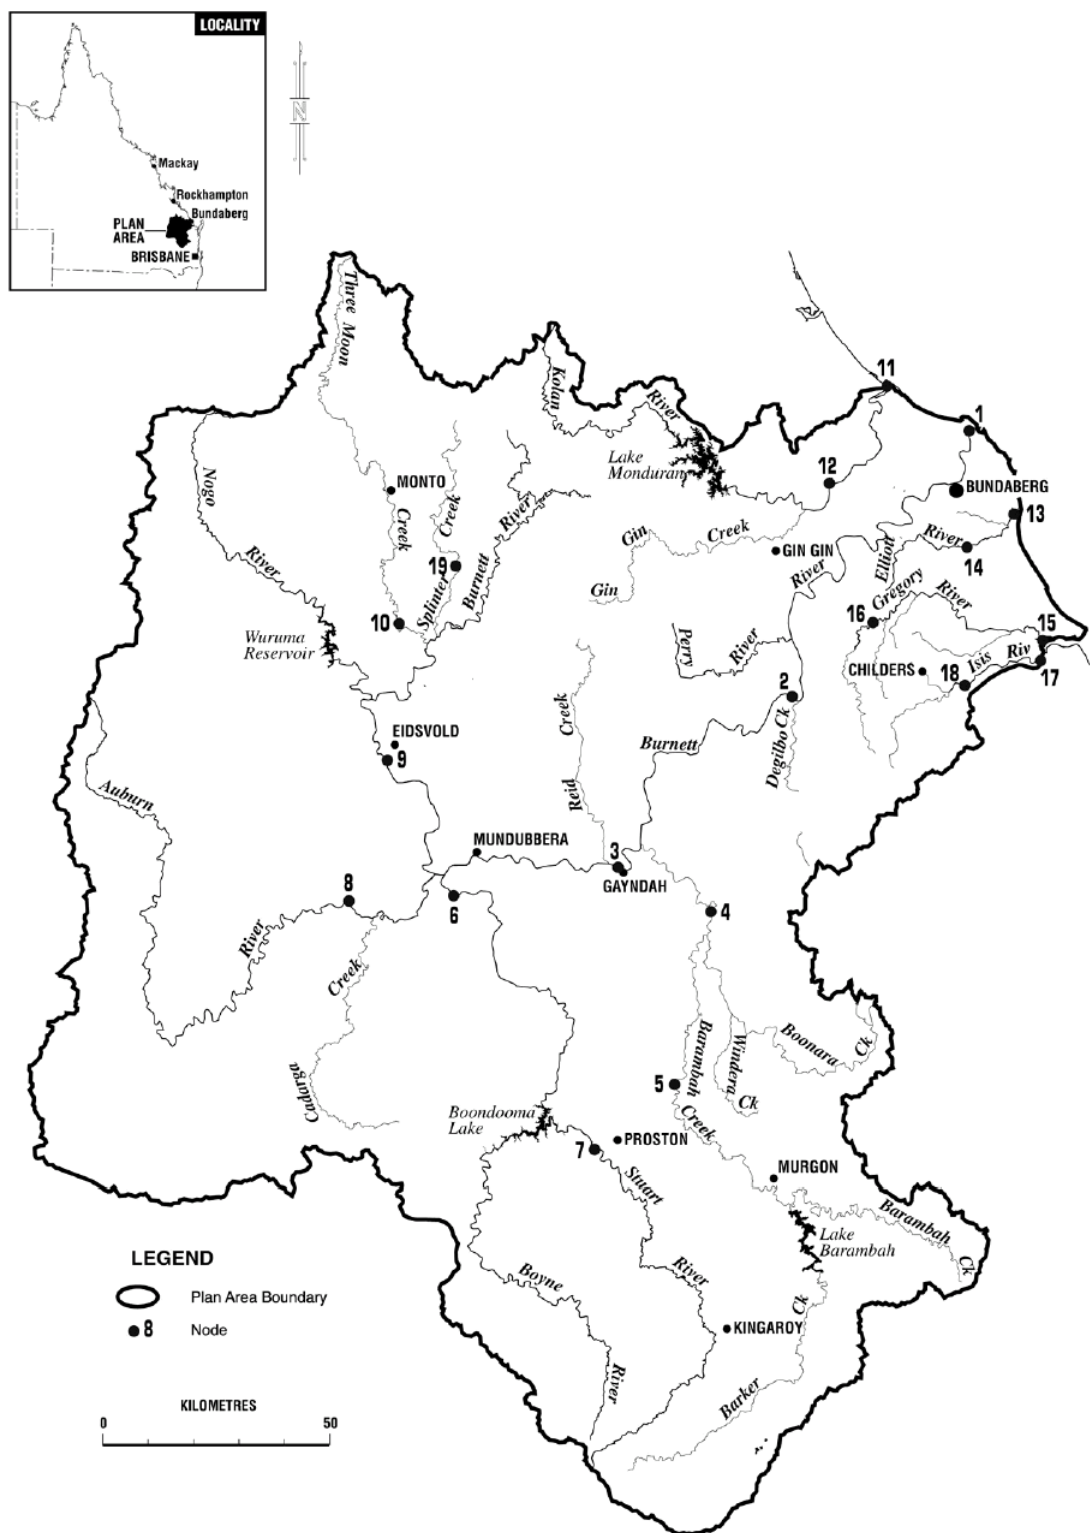 LOCALITY
N
Mackay
Rockhampton
Bundaberg
PLAN
AREA
BRISBANE
Three Moon
Creek
Kolan
River
11
1
Lake
Monduran
12
BUNDABERG
Nogo
River
MONTO
Creek
Burnett River
13
Gin
Gin
Creek
GIN GIN
River
Elliott
River
14
19
Splinter
10
Wuruma
Reservoir
Perry
River
16
Gregory
River
15
Isis
Riv
17
CHILDERS
18
2
Degilbo Ck
EIDSVOLD
9
Reid
Creek
Burnett
Auburn
River
MUNDUBBERA
3
GAYNDAH
8
6
4
Cadarga
Creek
Barambah
Creek
Windera
Ck
Boonara
Ck
5
Boondooma
Lake
7
PROSTON
Stuart
River
MURGON
Barambah
Ck
Lake
Barambah
Boyne
River
KINGAROY
Barker
Ck
LEGEND
Plan Area Boundary
8
Node
KILOMETRES
0
50